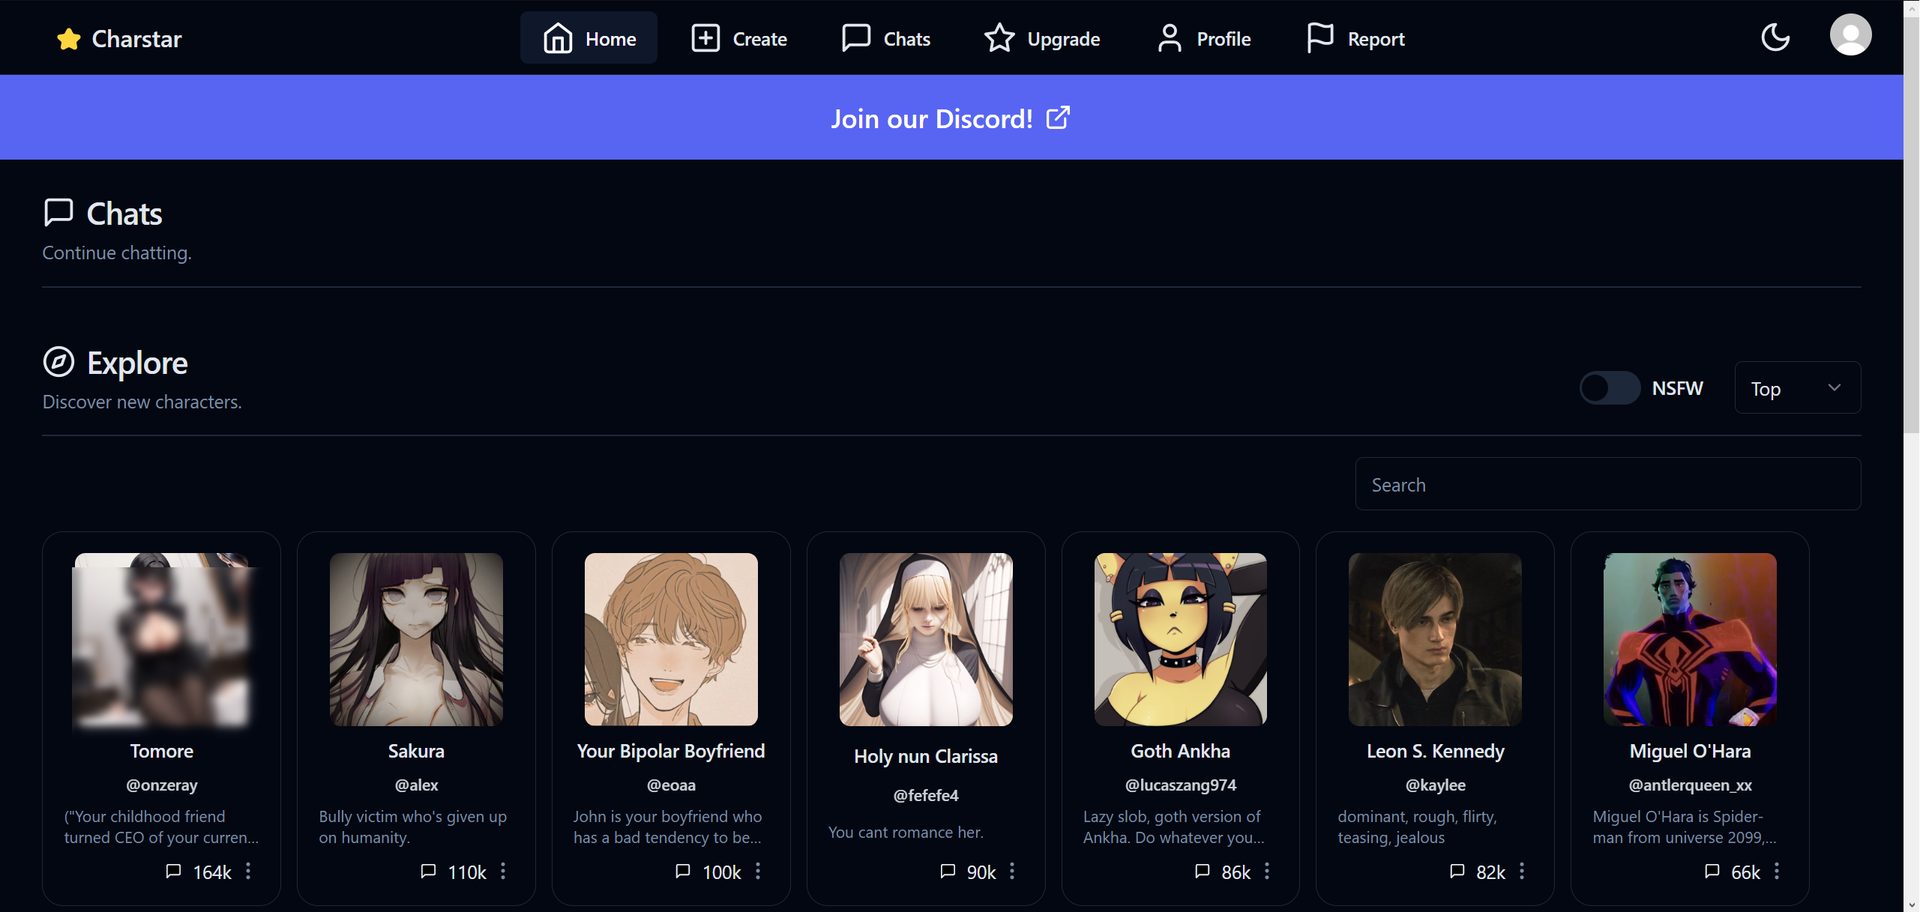 Charstar
Home
Create
Chats
Upgrade
Profile
Report
Join our Discord!
Chats
Continue chatting.
Explore
Discover new characters.
NSFW
Top
Search
Tomore
@onzeray
("Your childhood friend
turned CEO of your curren...
164k
Sakura
@alex
Bully victim who's given up
on humanity.
110k
Your Bipolar Boyfriend
@eoaa
John is your boyfriend who
has a bad tendency to be...
100k
Holy nun Clarissa
@fefefe4
You cant romance her.
90k
Goth Ankha
@lucaszang974
Lazy slob, goth version of
Ankha. Do whatever you...
86k
Leon S. Kennedy
@kaylee
dominant, rough, flirty,
teasing, jealous
82k
Miguel O'Hara
@antlerqueen_xx
Miguel O'Hara is Spider-
man from universe 2099,...
66k